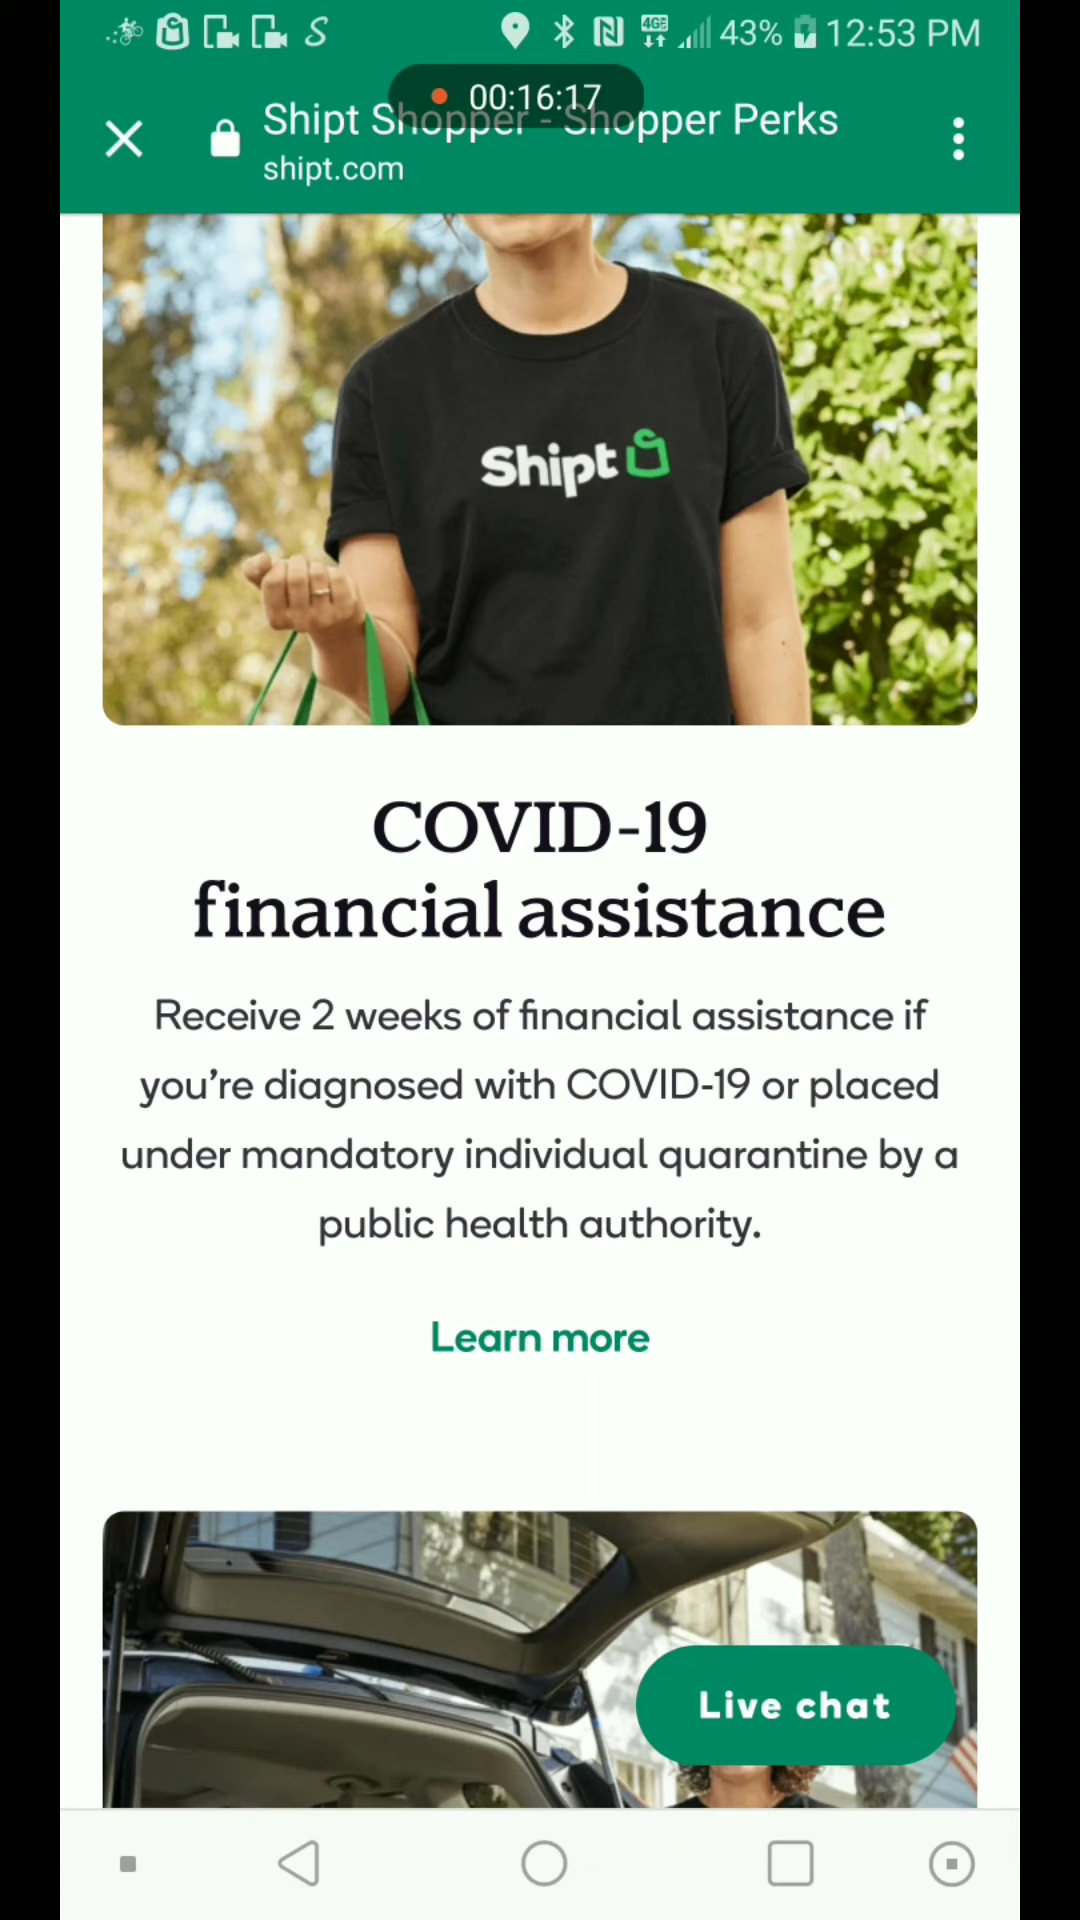 43% 12:53 PM
00:16:17
Shipt Shopper - Shopper Perks
shipt.com
Shipt
COVID-19
financial assistance
Receive 2 weeks of financial assistance if
you're diagnosed with COVID-19 or placed
under mandatory individual quarantine by a
public health authority.
Learn more
Live chat